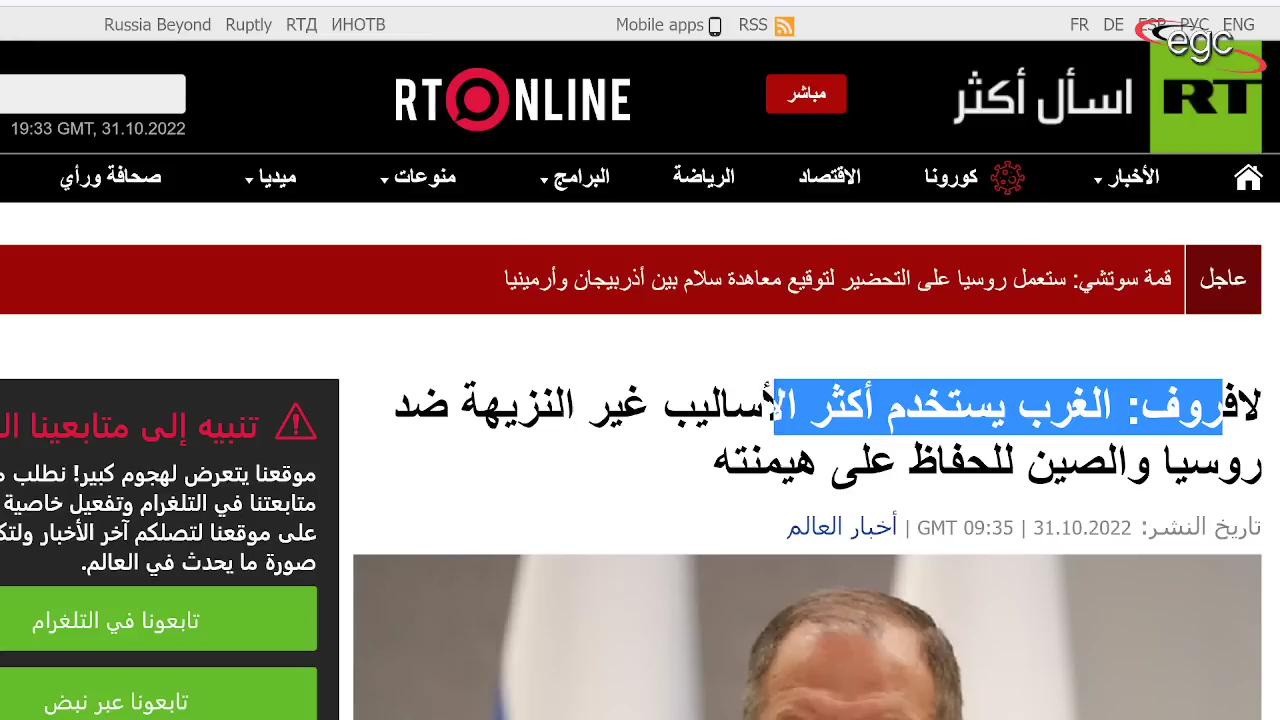 Russia Beyond Ruptly RTД ИНОТВ Mobile apps RSS FR DE ESP РУС ENG
egc
RT ONLINE مباشر اسأل أكثر RT
19:33 GMT, 31.10.2022
الأخبار كورونا الاقتصاد الرياضة البرامج منوعات ميديا صحافة ورأي
عاجل قمة سوتشي: ستعمل روسيا على التحضير لتوقيع معاهدة سلام بين أذربيجان وأرمينيا
لافروف: الغرب يستخدم أكثر الأساليب غير النزيهة ضد
روسيا والصين للحفاظ على هيمنته
تاريخ النشر: 31.10.2022 | 09:35 GMT | أخبار العالم
تنبيه إلى متابعينا
موقعنا يتعرض لهجوم كبير! نطلب
متابعتنا في التلغرام وتفعيل خاصية
على موقعنا لتصلكم آخر الأخبار
صورة ما يحدث في العالم.
تابعونا في التلغرام
تابعونا عبر نبض